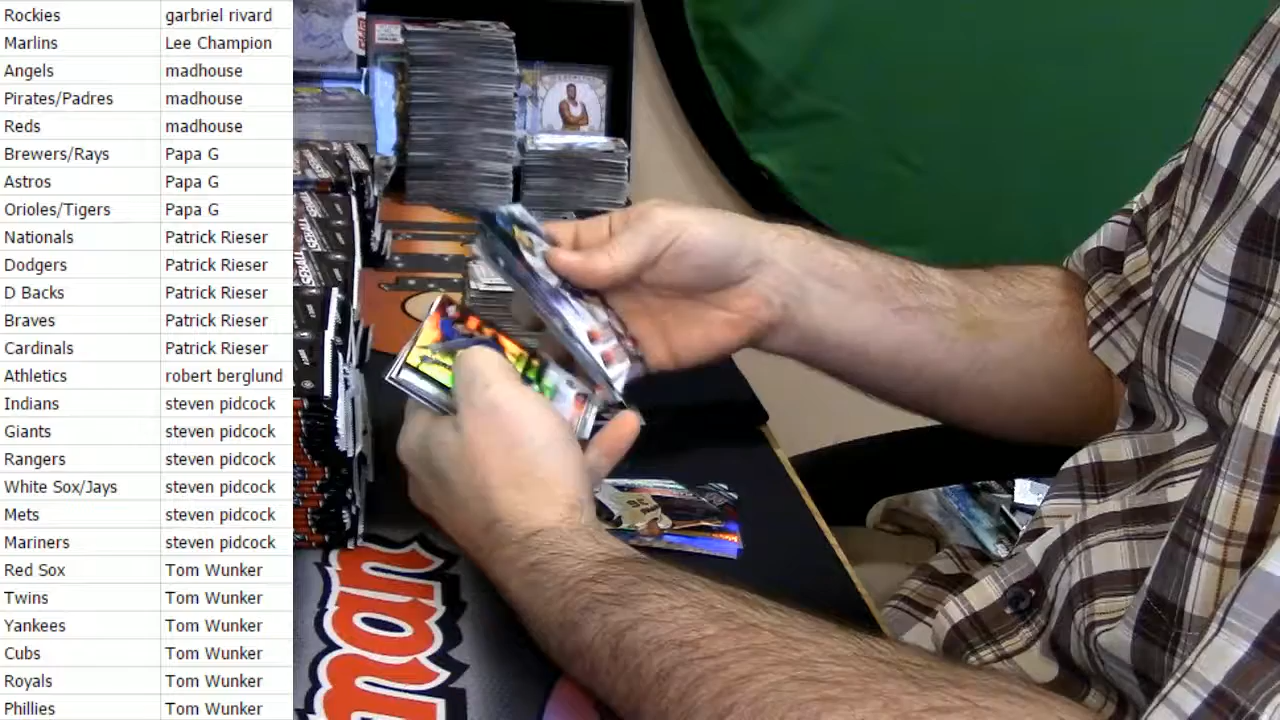 Rockies garbriel rivard
Marlins Lee Champion
Angels madhouse
Pirates/Padres madhouse
Reds madhouse
Brewers/Rays Papa G
Astros Papa G
Orioles/Tigers Papa G
Nationals Patrick Rieser
Dodgers Patrick Rieser
D Backs Patrick Rieser
Braves Patrick Rieser
Cardinals Patrick Rieser
Athletics robert berglund
Indians steven pidcock
Giants steven pidcock
Rangers steven pidcock
White Sox/Jays steven pidcock
Mets steven pidcock
Mariners steven pidcock
Red Sox Tom Wunker
Twins Tom Wunker
Yankees Tom Wunker
Cubs Tom Wunker
Royals Tom Wunker
Phillies Tom Wunker
man